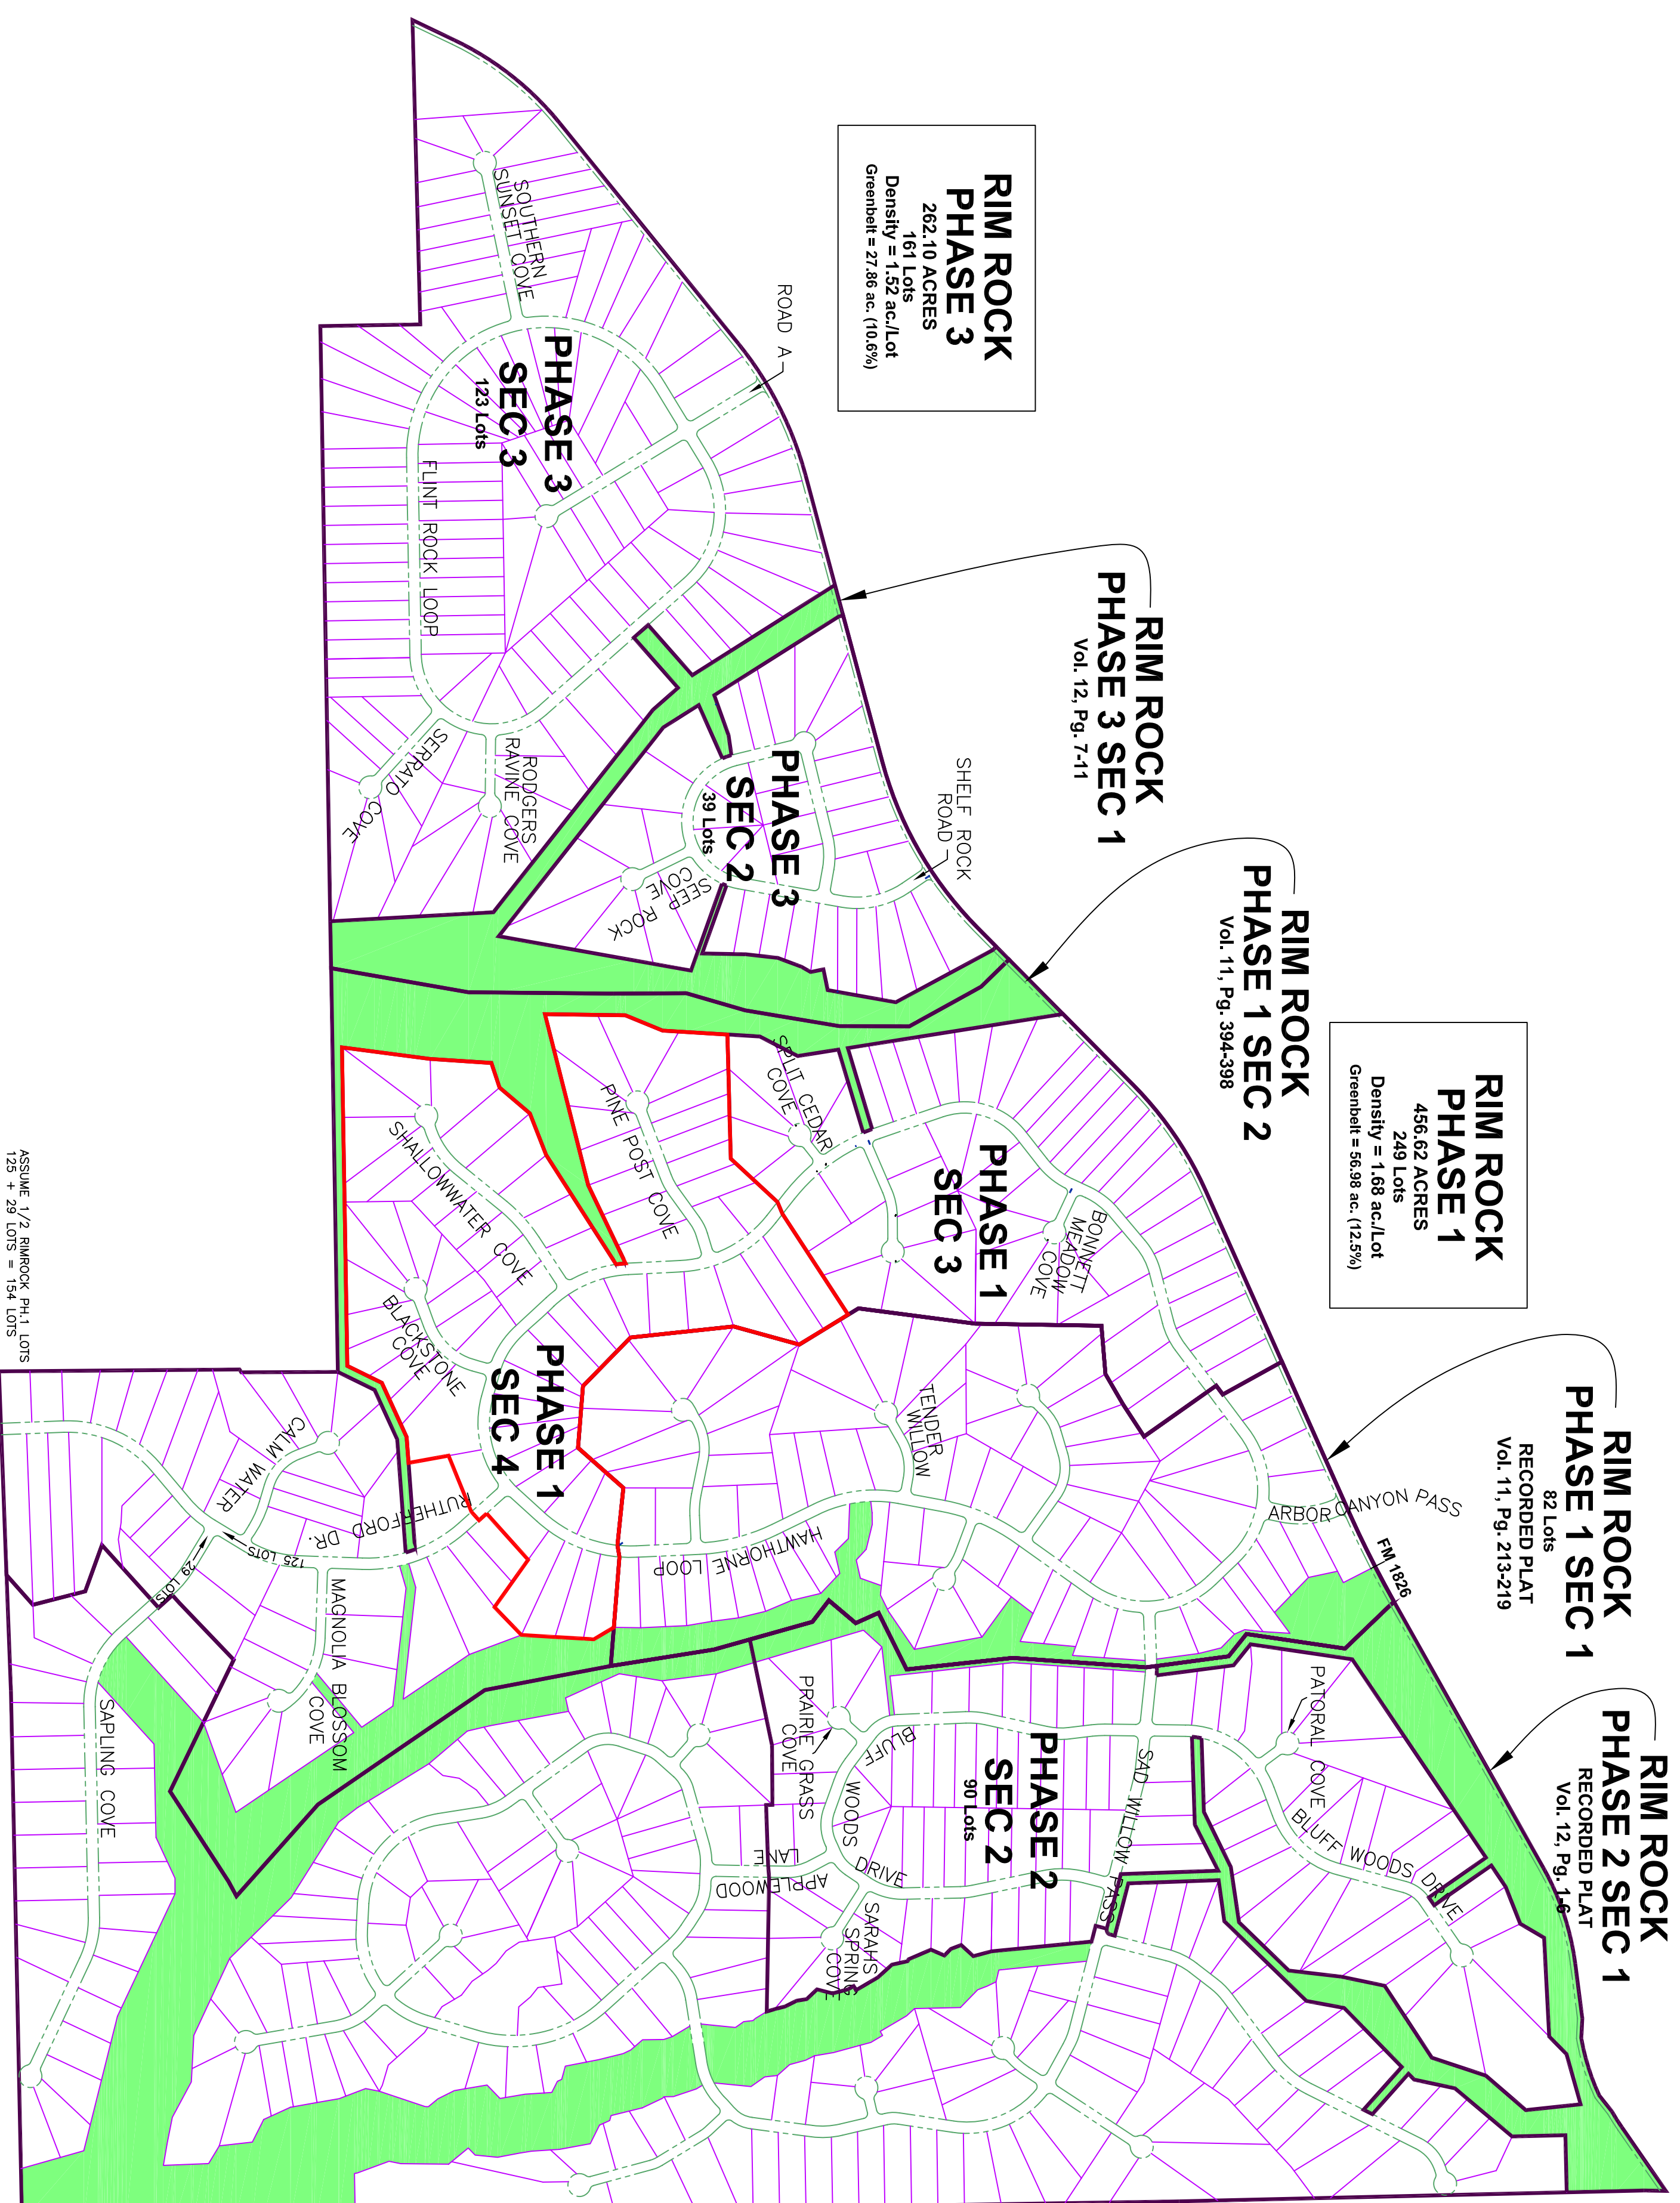 RIM ROCK
PHASE 3
262.10 ACRES
161 Lots
Density = 1.52 ac./Lot
Greenbelt = 27.86 ac. (10.6%)
RIM ROCK
PHASE 3 SEC 1
Vol. 12, Pg. 7-11
RIM ROCK
PHASE 1 SEC 2
Vol. 11, Pg. 394-398
RIM ROCK
PHASE 1
456.62 ACRES
249 Lots
Density = 1.68 ac./Lot
Greenbelt = 56.98 ac. (12.5%)
RIM ROCK
PHASE 1 SEC 1
82 Lots
RECORDED PLAT
Vol. 11, Pg. 213-219
RIM ROCK
PHASE 2 SEC 1
RECORDED PLAT
Vol. 12, Pg. 1-6
ROAD A
SOUTHERN
SUNSET COVE
PHASE 3
SEC 3
123 Lots
FLINT ROCK LOOP
SERRATO COVE
RODGERS
RAVINE COVE
SHELF ROCK
ROAD
PHASE 3
SEC 2
39 Lots
SEEP ROCK
COVE
SPLIT CEDAR
COVE
PINE POST COVE
SHALLOWWATER COVE
BLACKSTONE
COVE
PHASE 1
SEC 3
BONNETT
MEADOW
COVE
PHASE 1
SEC 4
TENDER
WILLOW
HAWTHORNE LOOP
ARBOR CANYON PASS
FM 1826
RUTHERFORD DR.
CALM WATER
125 LOTS
29 LOTS
MAGNOLIA BLOSSOM
COVE
SAPLING COVE
PRAIRIE GRASS
COVE
BLUFF WOODS DRIVE
PHASE 2
SEC 2
90 Lots
SAD WILLOW PASS
PATORAL COVE
BLUFF WOODS DRIVE
APPLEWOOD
LANE
SARAHS
SPRING
COVE
ASSUME 1/2 RIMROCK PH.1 LOTS
125 + 29 LOTS = 154 LOTS